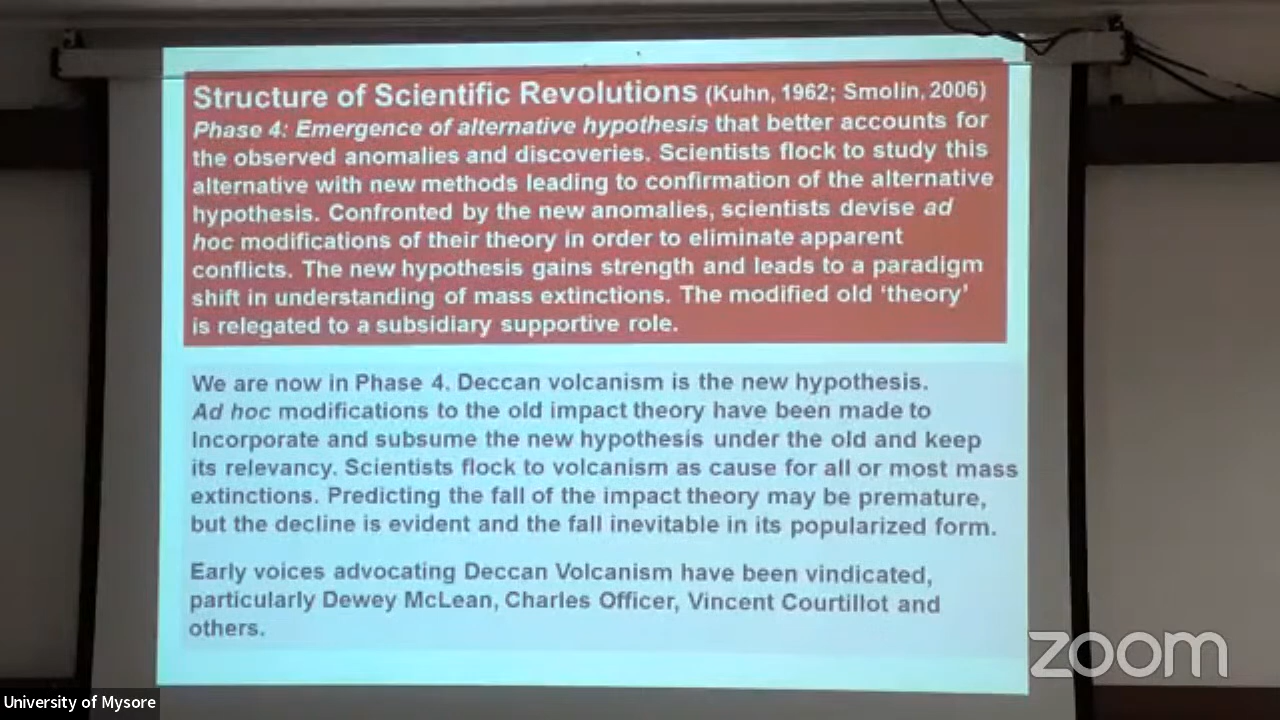 Structure of Scientific Revolutions (Kuhn, 1962; Smolin, 2006)
Phase 4: Emergence of alternative hypothesis that better accounts for
the observed anomalies and discoveries. Scientists flock to study this
alternative with new methods leading to confirmation of the alternative
hypothesis. Confronted by the new anomalies, scientists devise ad
hoc modifications of their theory in order to eliminate apparent
conflicts. The new hypothesis gains strength and leads to a paradigm
shift in understanding of mass extinctions. The modified old ‘theory’
is relegated to a subsidiary supportive role.
We are now in Phase 4. Deccan volcanism is the new hypothesis.
Ad hoc modifications to the old impact theory have been made to
Incorporate and subsume the new hypothesis under the old and keep
its relevancy. Scientists flock to volcanism as cause for all or most mass
extinctions. Predicting the fall of the impact theory may be premature,
but the decline is evident and the fall inevitable in its popularized form.
Early voices advocating Deccan Volcanism have been vindicated,
particularly Dewey McLean, Charles Officer, Vincent Courtillot and
others.
zoom
University of Mysore